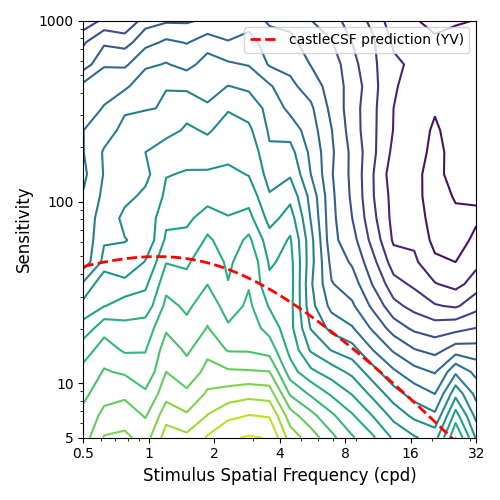 1000
castleCSF prediction (YV)
100
10
5
Sensitivity
0.5 1 2 4 8 16 32
Stimulus Spatial Frequency (cpd)